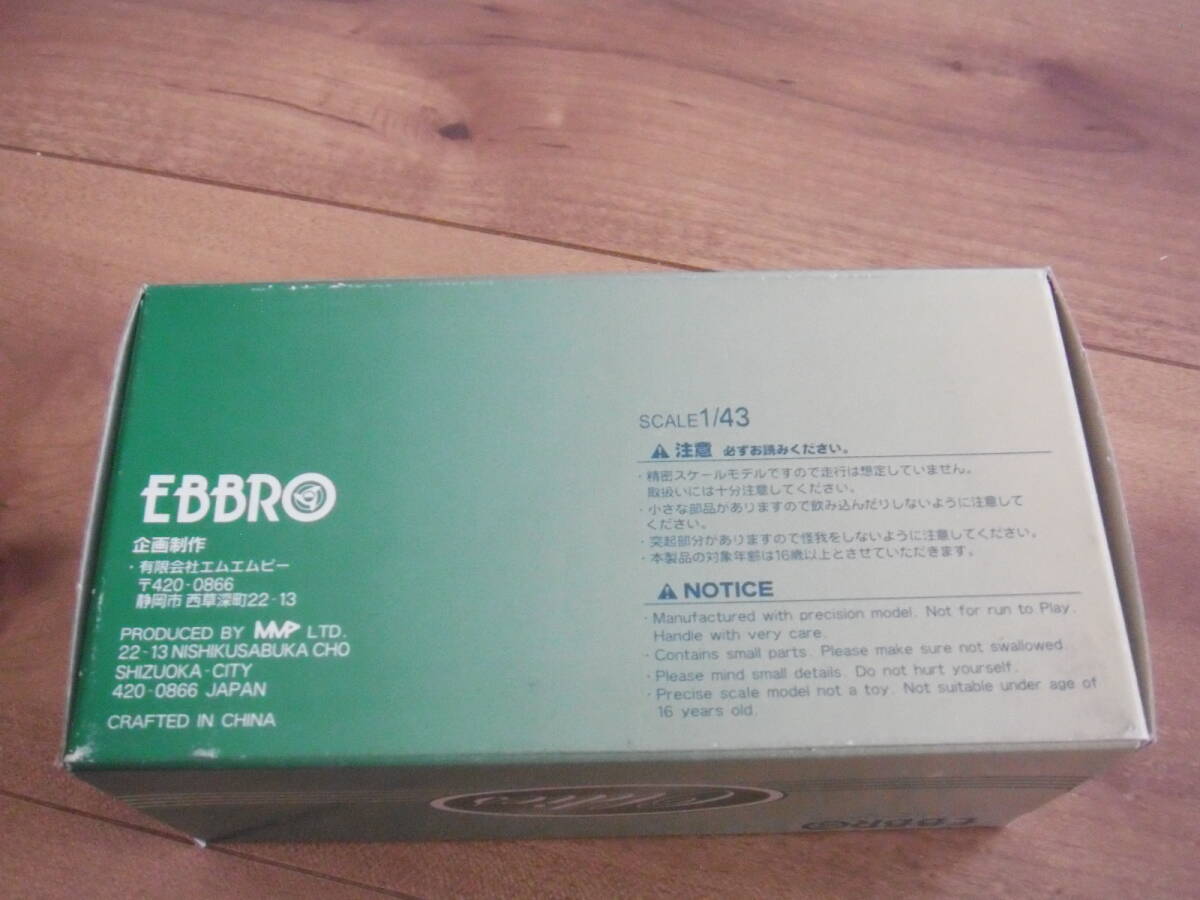 EBBRO
企画制作
・有限会社エムエムピー
〒420-0866
静岡市 西草深町22-13
PRODUCED BY MMP LTD.
22-13 NISHIKUSABUKA CHO
SHIZUOKA-CITY
420-0866 JAPAN
CRAFTED IN CHINA
SCALE1/43
注意 必ずお読みください。
・精密スケールモデルですので走行は想定していません。
取扱いには十分注意してください。
・小さな部品がありますので飲み込んだりしないように注意して
ください。
・突起部分がありますので怪我をしないように注意してください。
・本製品の対象年齢は16歳以上とさせていただきます。
NOTICE
・Manufactured with precision model. Not for run to Play.
Handle with very care.
・Contains small parts. Please make sure not swallowed.
・Please mind small details. Do not hurt yourself.
・Precise scale model not a toy. Not suitable under age of
16 years old.
EBBRO